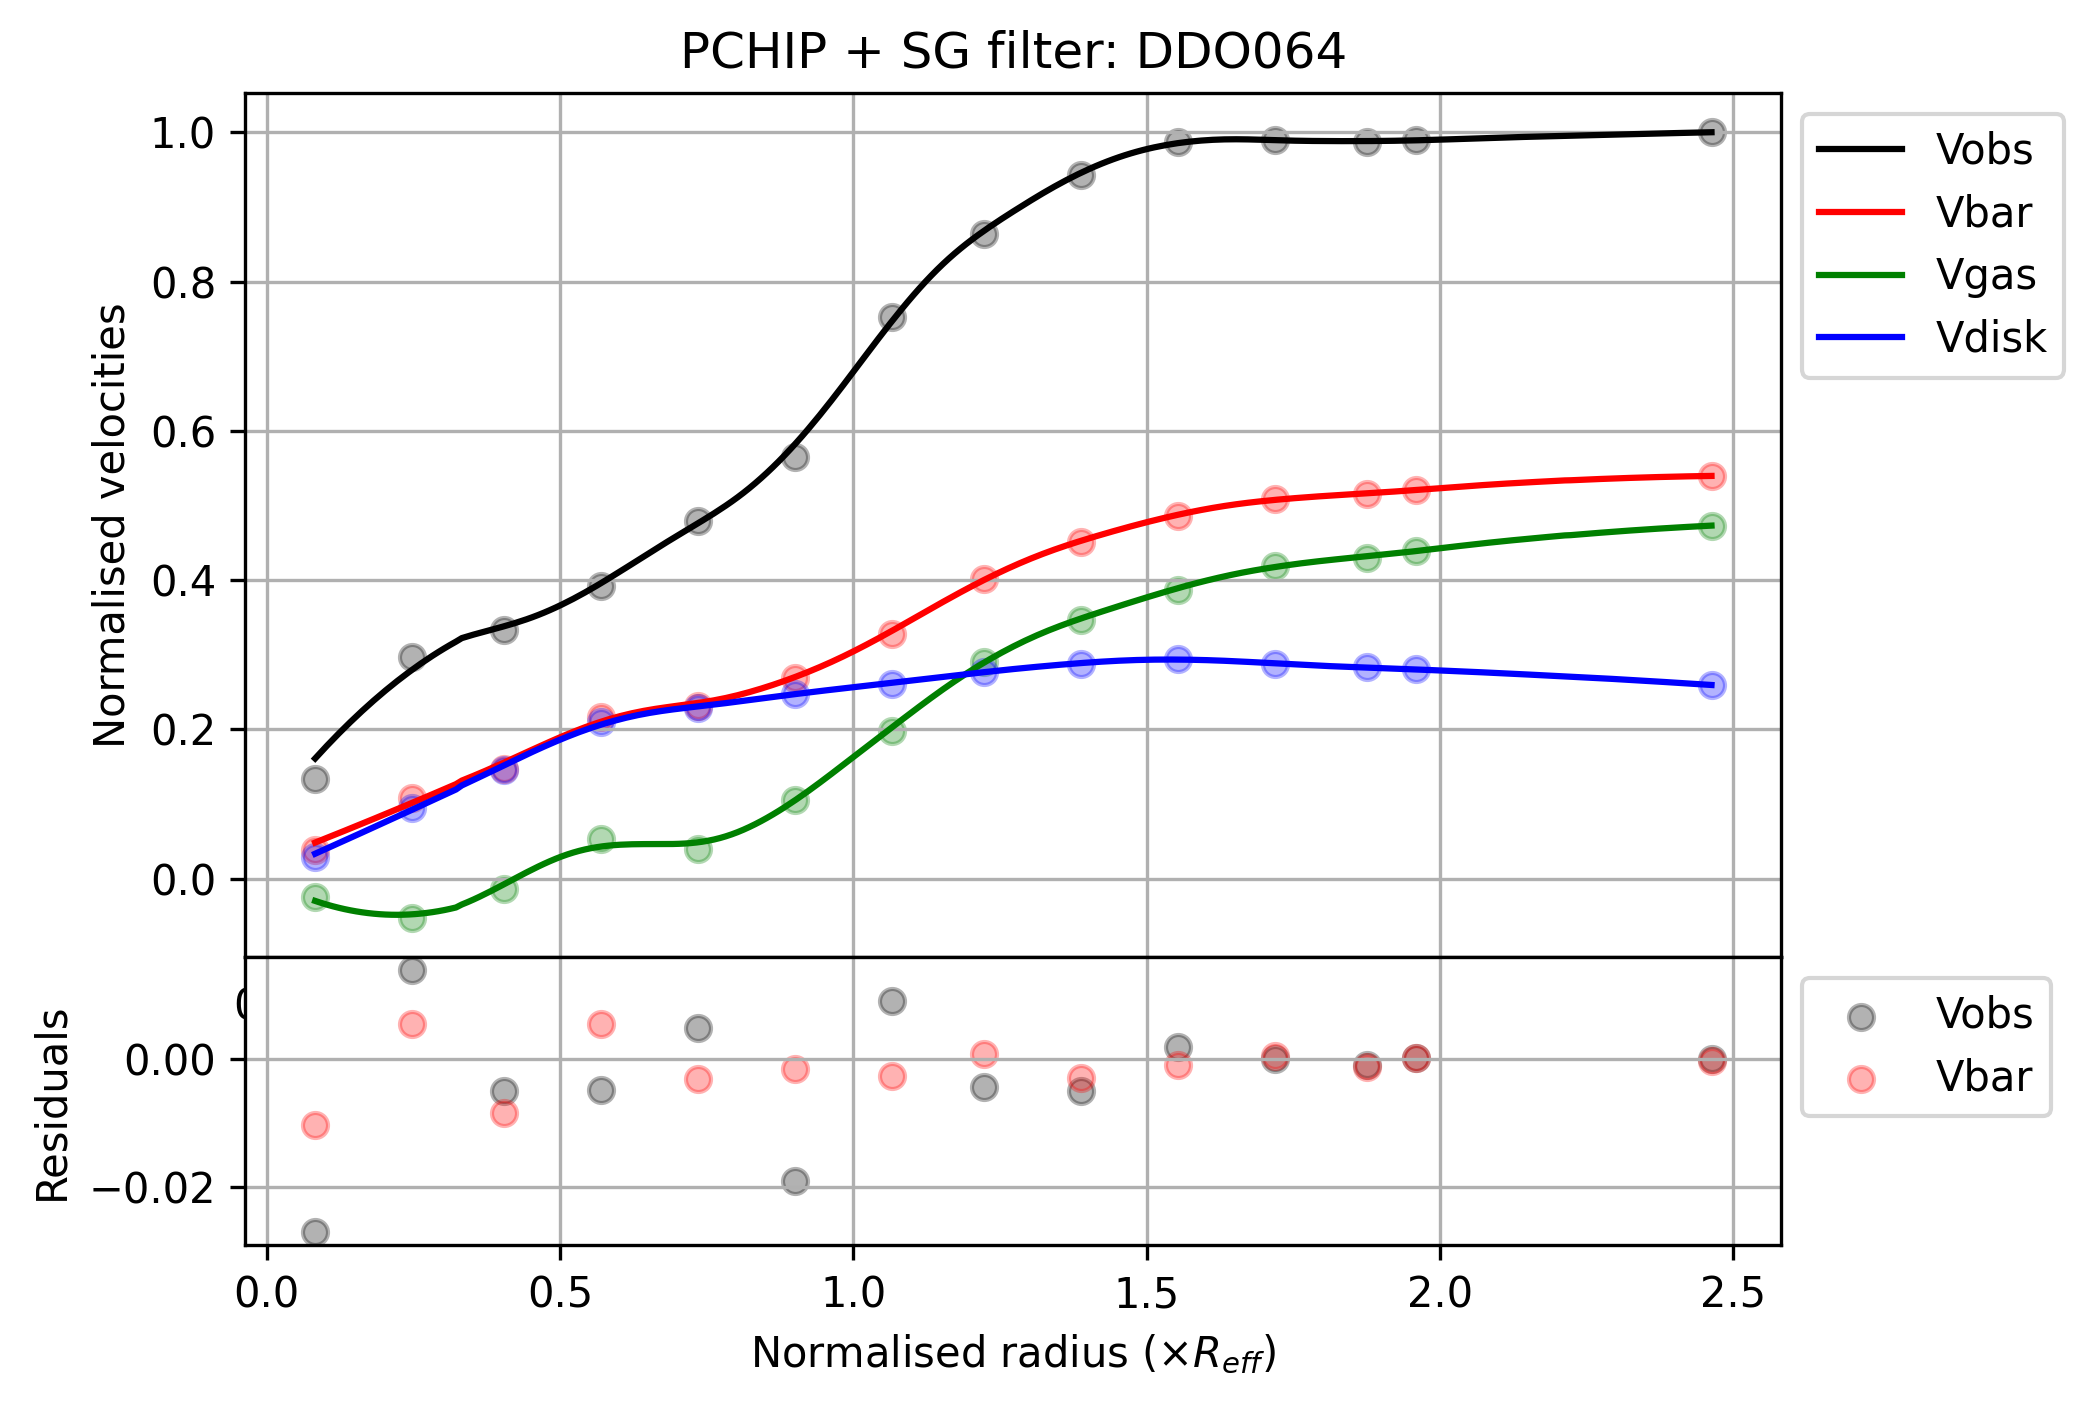 PCHIP + SG filter: DDO064
1.0
0.8
0.6
0.4
0.2
0.0
Normalised velocities
Vobs
Vbar
Vgas
Vdisk
0.00
−0.02
Residuals
Vobs
Vbar
0.0 0.5 1.0 1.5 2.0 2.5
Normalised radius (×R_eff)